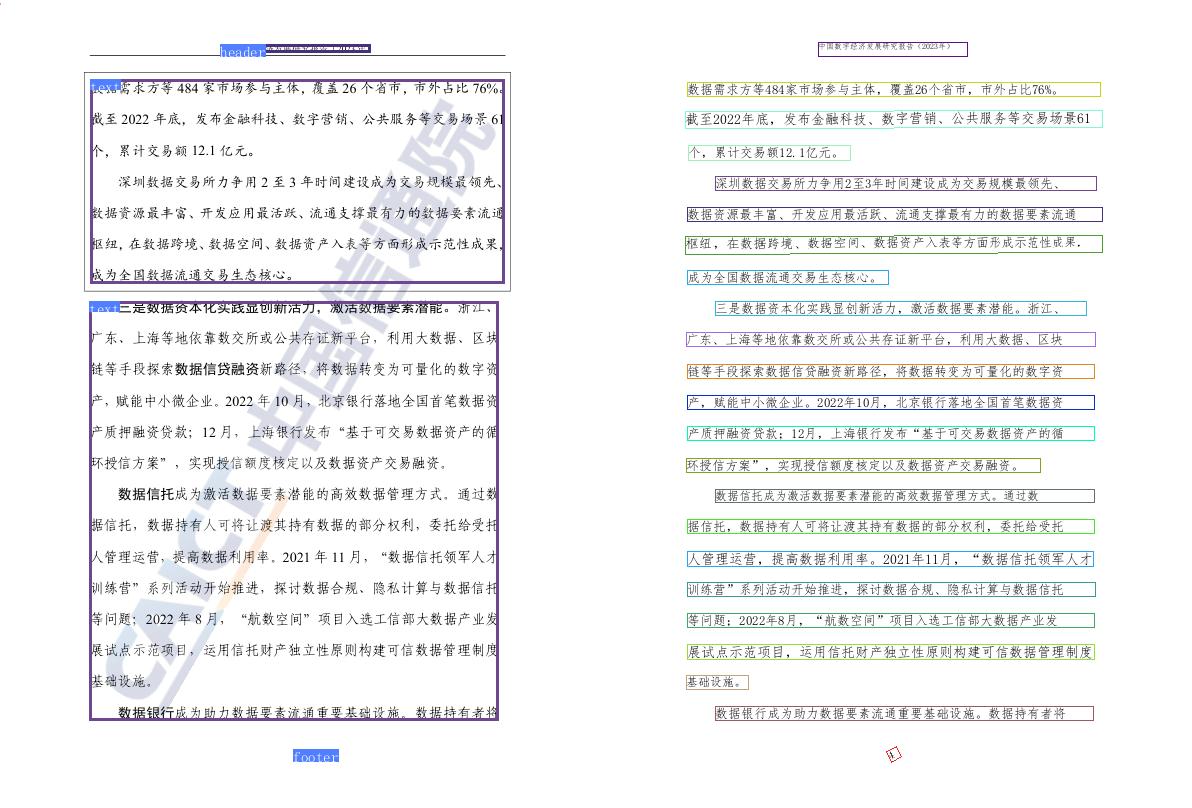 header
text需求方等 484 家市场参与主体，覆盖 26 个省市，市外占比 76%。
截至 2022 年底，发布金融科技、数字营销、公共服务等交易场景 61
个，累计交易额 12.1 亿元。
深圳数据交易所力争用 2 至 3 年时间建设成为交易规模最领先、
数据资源最丰富、开发应用最活跃、流通支撑最有力的数据要素流通
枢纽，在数据跨境、数据空间、数据资产入表等方面形成示范性成果，
成为全国数据流通交易生态核心。
text三是数据资本化实践显创新活力，激活数据要素潜能。浙江、
广东、上海等地依靠数交所或公共存证新平台，利用大数据、区块
链等手段探索数据信贷融资新路径，将数据转变为可量化的数字资
产，赋能中小微企业。2022 年 10 月，北京银行落地全国首笔数据资
产质押融资贷款；12 月，上海银行发布“基于可交易数据资产的循
环授信方案”，实现授信额度核定以及数据资产交易融资。
数据信托成为激活数据要素潜能的高效数据管理方式。通过数
据信托，数据持有人可将让渡其持有数据的部分权利，委托给受托
人管理运营，提高数据利用率。2021 年 11 月，“数据信托领军人才
训练营”系列活动开始推进，探讨数据合规、隐私计算与数据信托
等问题；2022 年 8 月，“航数空间”项目入选工信部大数据产业发
展试点示范项目，运用信托财产独立性原则构建可信数据管理制度
基础设施。
数据银行成为助力数据要素流通重要基础设施。数据持有者将
footer
CAICT 中国信通院
中国数字经济发展研究报告（2023年）
数据需求方等484家市场参与主体，覆盖26个省市，市外占比76%。
截至2022年底，发布金融科技、数字营销、公共服务等交易场景61
个，累计交易额12.1亿元。
深圳数据交易所力争用2至3年时间建设成为交易规模最领先、
数据资源最丰富、开发应用最活跃、流通支撑最有力的数据要素流通
枢纽，在数据跨境、数据空间、数据资产入表等方面形成示范性成果.
成为全国数据流通交易生态核心。
三是数据资本化实践显创新活力，激活数据要素潜能。浙江、
广东、上海等地依靠数交所或公共存证新平台，利用大数据、区块
链等手段探索数据信贷融资新路径，将数据转变为可量化的数字资
产，赋能中小微企业。2022年10月，北京银行落地全国首笔数据资
产质押融资贷款；12月，上海银行发布“基于可交易数据资产的循
环授信方案”，实现授信额度核定以及数据资产交易融资。
数据信托成为激活数据要素潜能的高效数据管理方式。通过数
据信托，数据持有人可将让渡其持有数据的部分权利，委托给受托
人管理运营，提高数据利用率。2021年11月，“数据信托领军人才
训练营”系列活动开始推进，探讨数据合规、隐私计算与数据信托
等问题；2022年8月，“航数空间”项目入选工信部大数据产业发
展试点示范项目，运用信托财产独立性原则构建可信数据管理制度
基础设施。
数据银行成为助力数据要素流通重要基础设施。数据持有者将